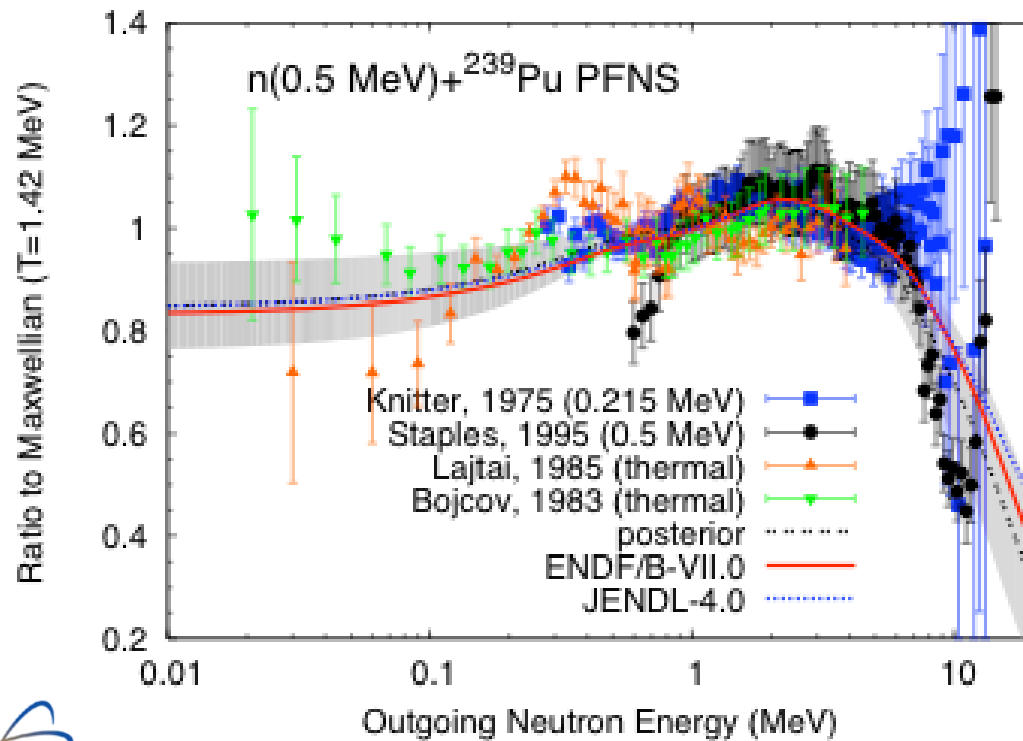 1.4
n(0.5 MeV)+²³⁹Pu PFNS
1.2
1
0.8
0.6
0.4
0.2
Ratio to Maxwellian (T=1.42 MeV)
Knitter, 1975 (0.215 MeV)
Staples, 1995 (0.5 MeV)
Lajtai, 1985 (thermal)
Bojcov, 1983 (thermal)
posterior
ENDF/B-VII.0
JENDL-4.0
0.01 0.1 1 10
Outgoing Neutron Energy (MeV)